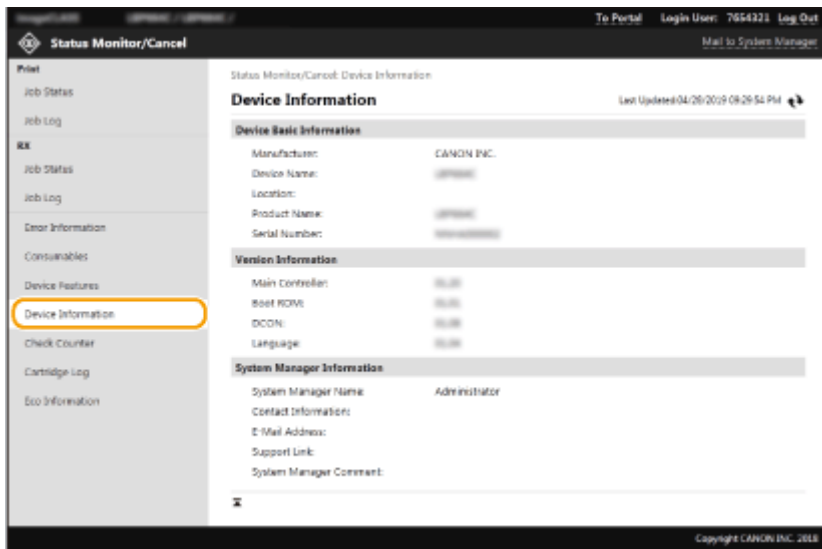 To Portal Login User: 7654321 Log Out
Status Monitor/Cancel
Mail to System Manager
Print
Job Status
Job Log
RX
Job Status
Job Log
Error Information
Consumables
Device Features
Device Information
Check Counter
Cartridge Log
Eco Information
Status Monitor/Cancel: Device Information
Device Information
Last Updated:04/28/2019 09:29:54 PM
Device Basic Information
Manufacturer: CANON INC.
Device Name:
Location:
Product Name:
Serial Number:
Version Information
Main Controller:
Boot ROM:
DCON:
Language:
System Manager Information
System Manager Name: Administrator
Contact Information:
E-Mail Address:
Support Link:
System Manager Comment:
Copyright CANON INC. 2018